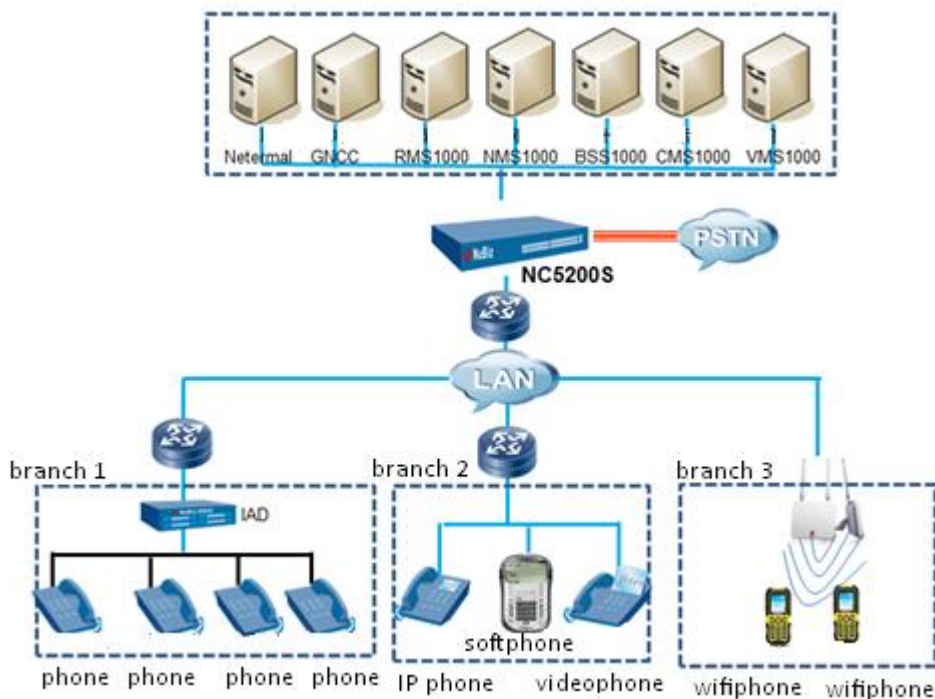 Netermal GNCC RMS1000 NMS1000 BSS1000 CMS1000 VMS1000
PSTN
NC5200S
LAN
branch 1
branch 2
branch 3
IAD
softphone
phone phone phone phone
IP phone videophone
wifiphone wifiphone